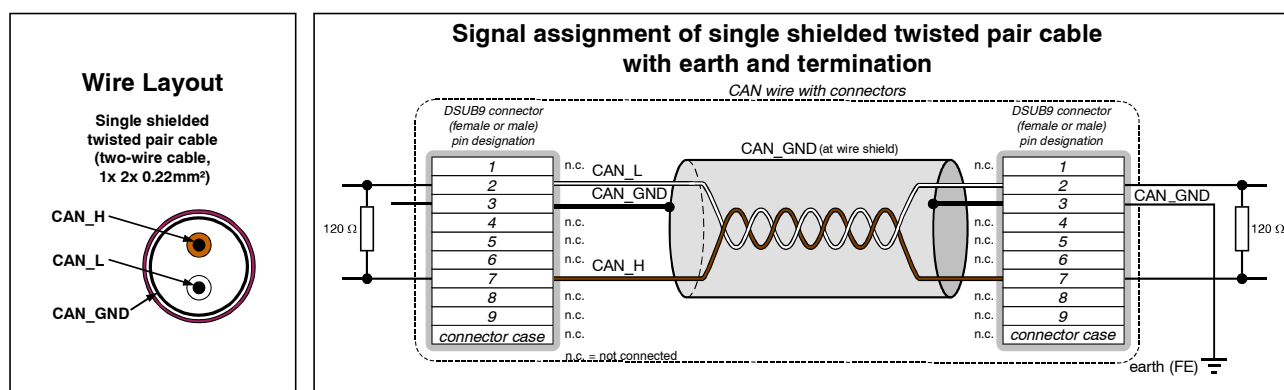 Wire Layout
Single shielded
twisted pair cable
(two-wire cable,
1x 2x 0.22mm²)
CAN_H
CAN_L
CAN_GND
Signal assignment of single shielded twisted pair cable
with earth and termination
CAN wire with connectors
DSUB9 connector
(female or male)
pin designation
1
2
3
4
5
6
7
8
9
connector case
120 Ω
n.c.
n.c.
n.c.
n.c.
n.c.
n.c.
n.c.
n.c. = not connected
CAN_L
CAN_GND
CAN_H
CAN_GND (at wire shield)
DSUB9 connector
(female or male)
pin designation
n.c.
n.c.
n.c.
n.c.
n.c.
n.c.
n.c.
1
2
3
4
5
6
7
8
9
connector case
CAN_GND
120 Ω
earth (FE)